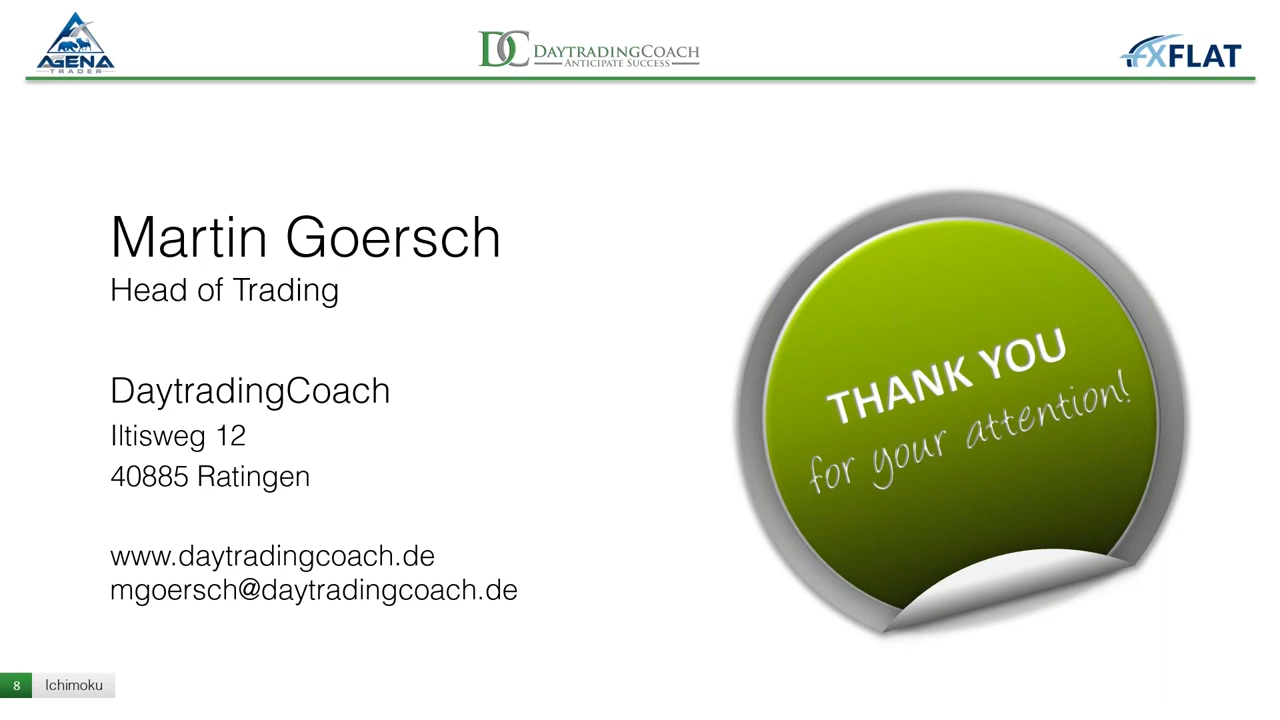 AGENA
TRADER
DC DAYTRADINGCOACH
ANTICIPATE SUCCESS
FXFLAT
Martin Goersch
Head of Trading
DaytradingCoach
Iltisweg 12
40885 Ratingen
www.daytradingcoach.de
mgoersch@daytradingcoach.de
THANK YOU
for your attention!
8 Ichimoku